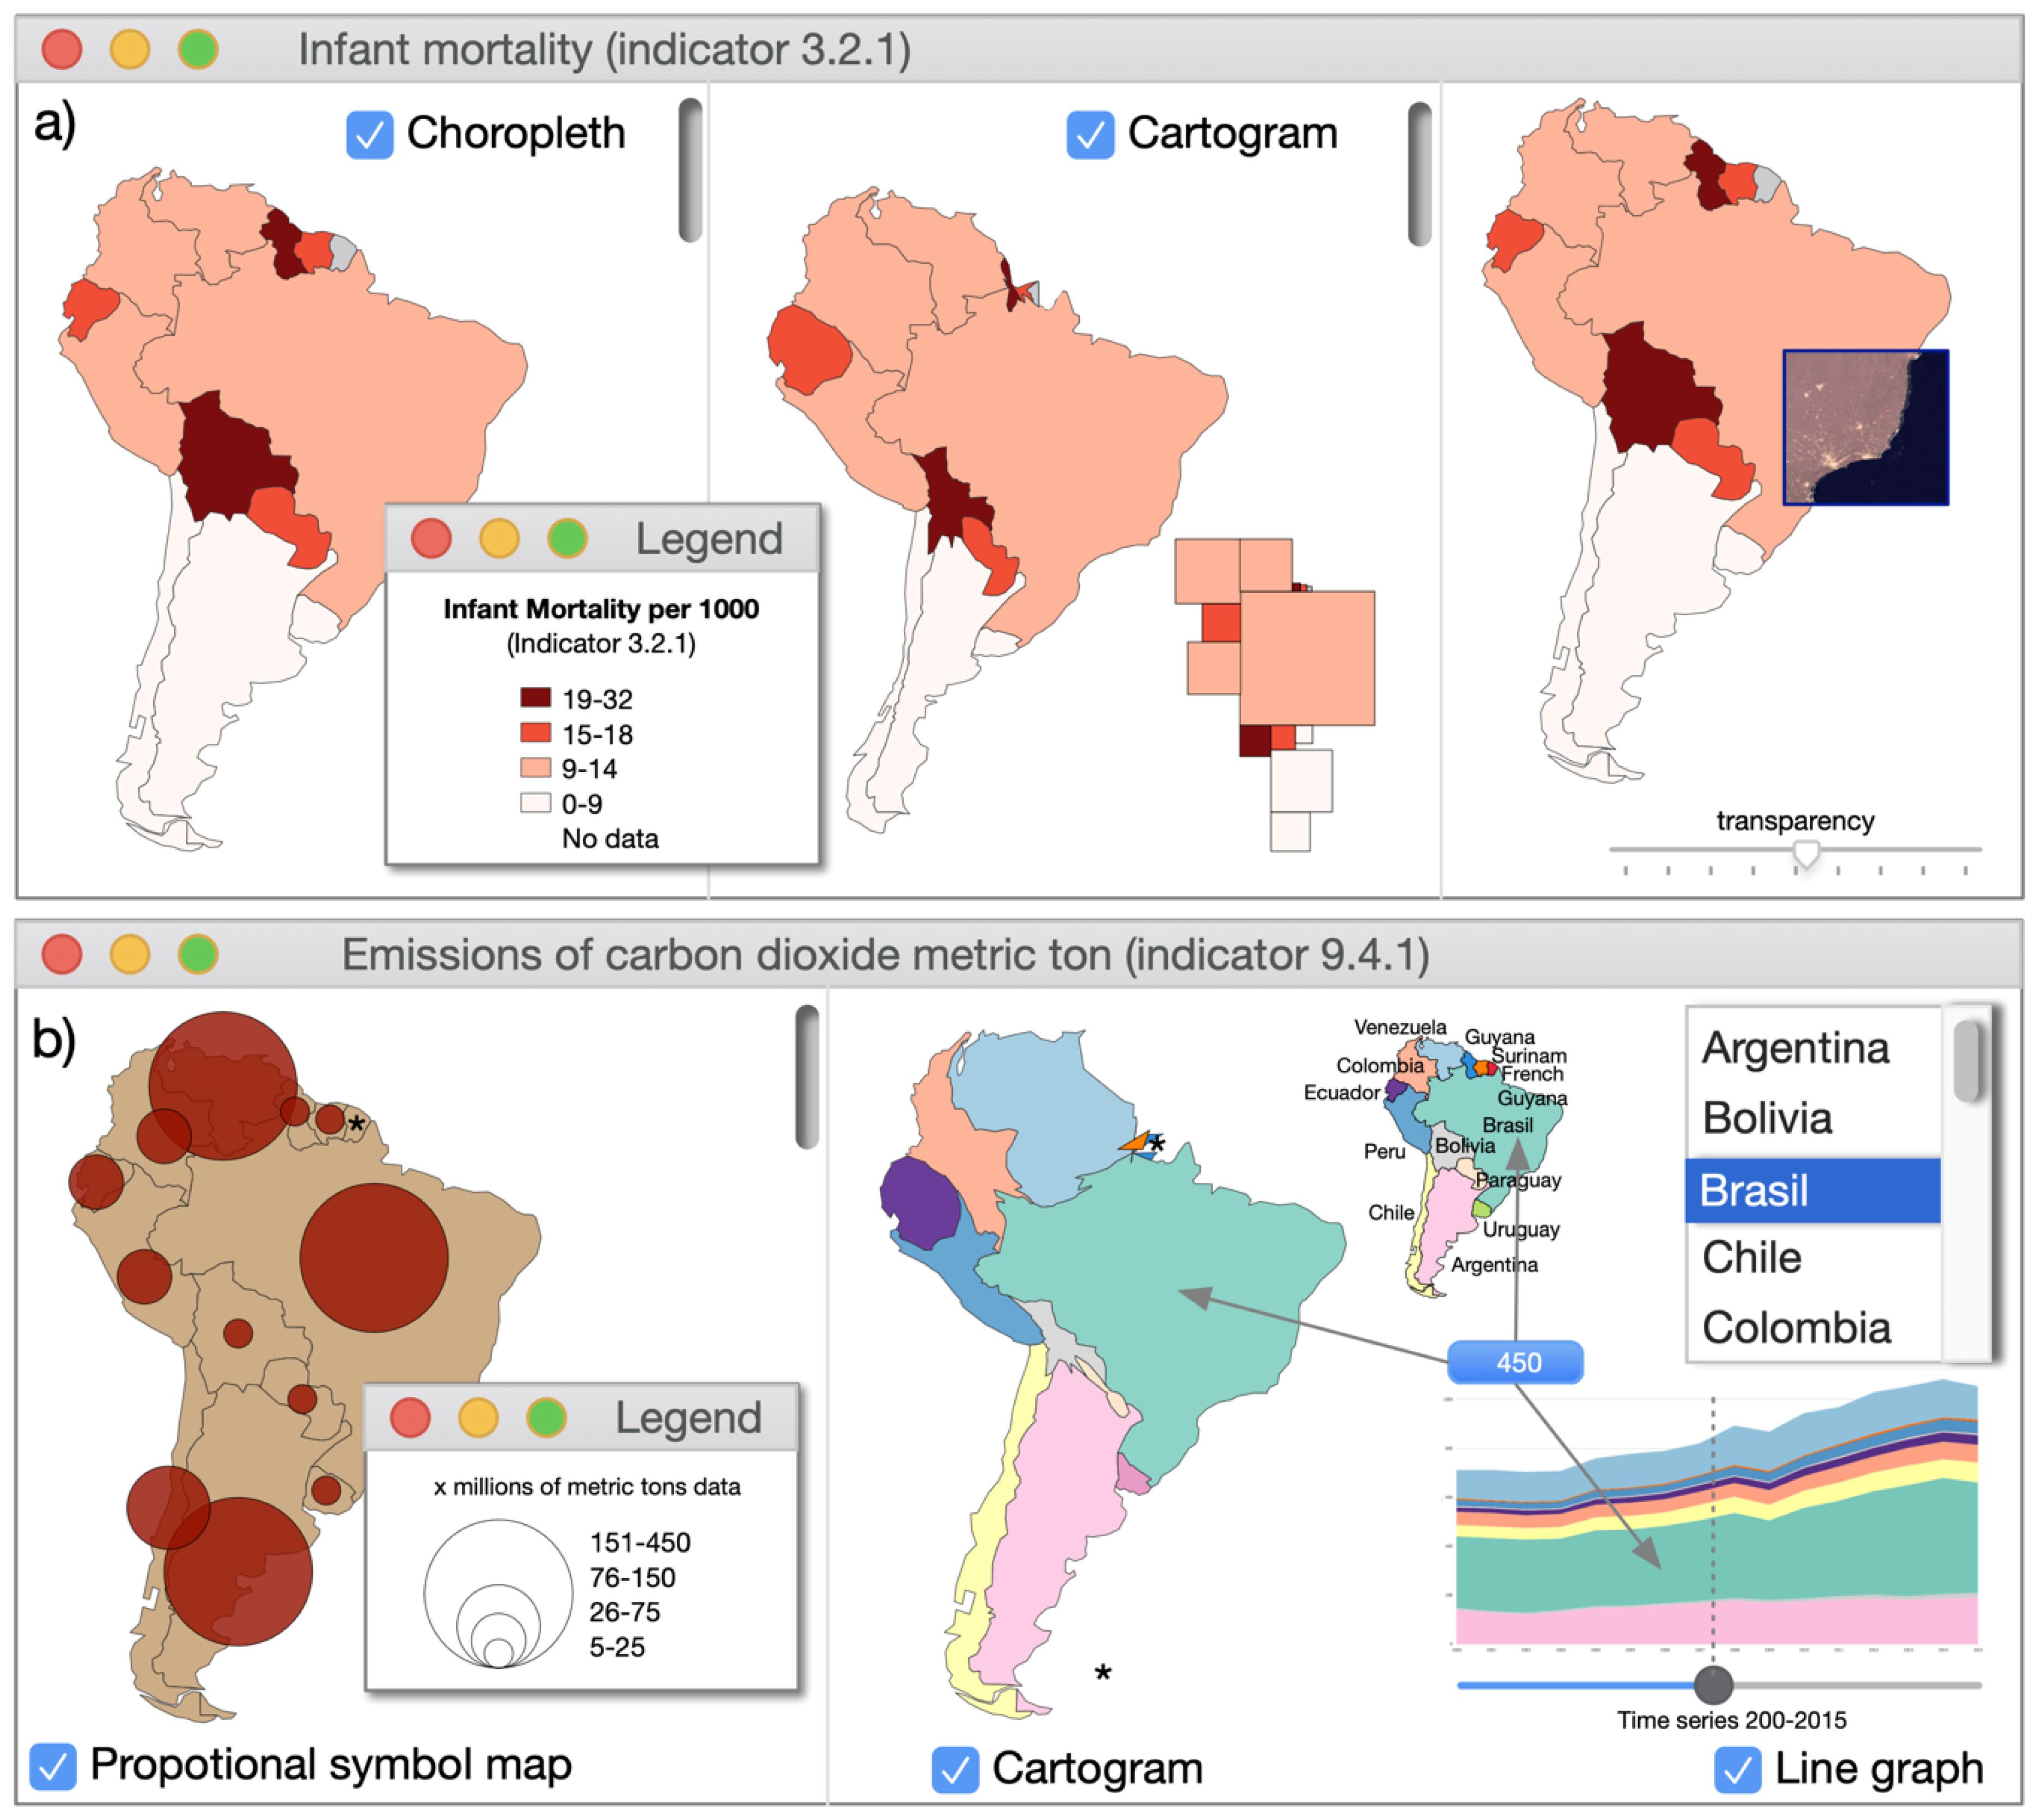 Infant mortality (indicator 3.2.1)
a)
Choropleth
Cartogram
Legend
Infant Mortality per 1000
(Indicator 3.2.1)
19-32
15-18
9-14
0-9
No data
transparency
Emissions of carbon dioxide metric ton (indicator 9.4.1)
b)
*
Legend
x millions of metric tons data
151-450
76-150
26-75
5-25
Propotional symbol map
*
*
Cartogram
Venezuela
Guyana
Surinam
Colombia
French
Ecuador
Guyana
Brasil
Peru
Bolivia
Paraguay
Chile
Uruguay
Argentina
Argentina
Bolivia
Brasil
Chile
Colombia
450
Time series 200-2015
Line graph